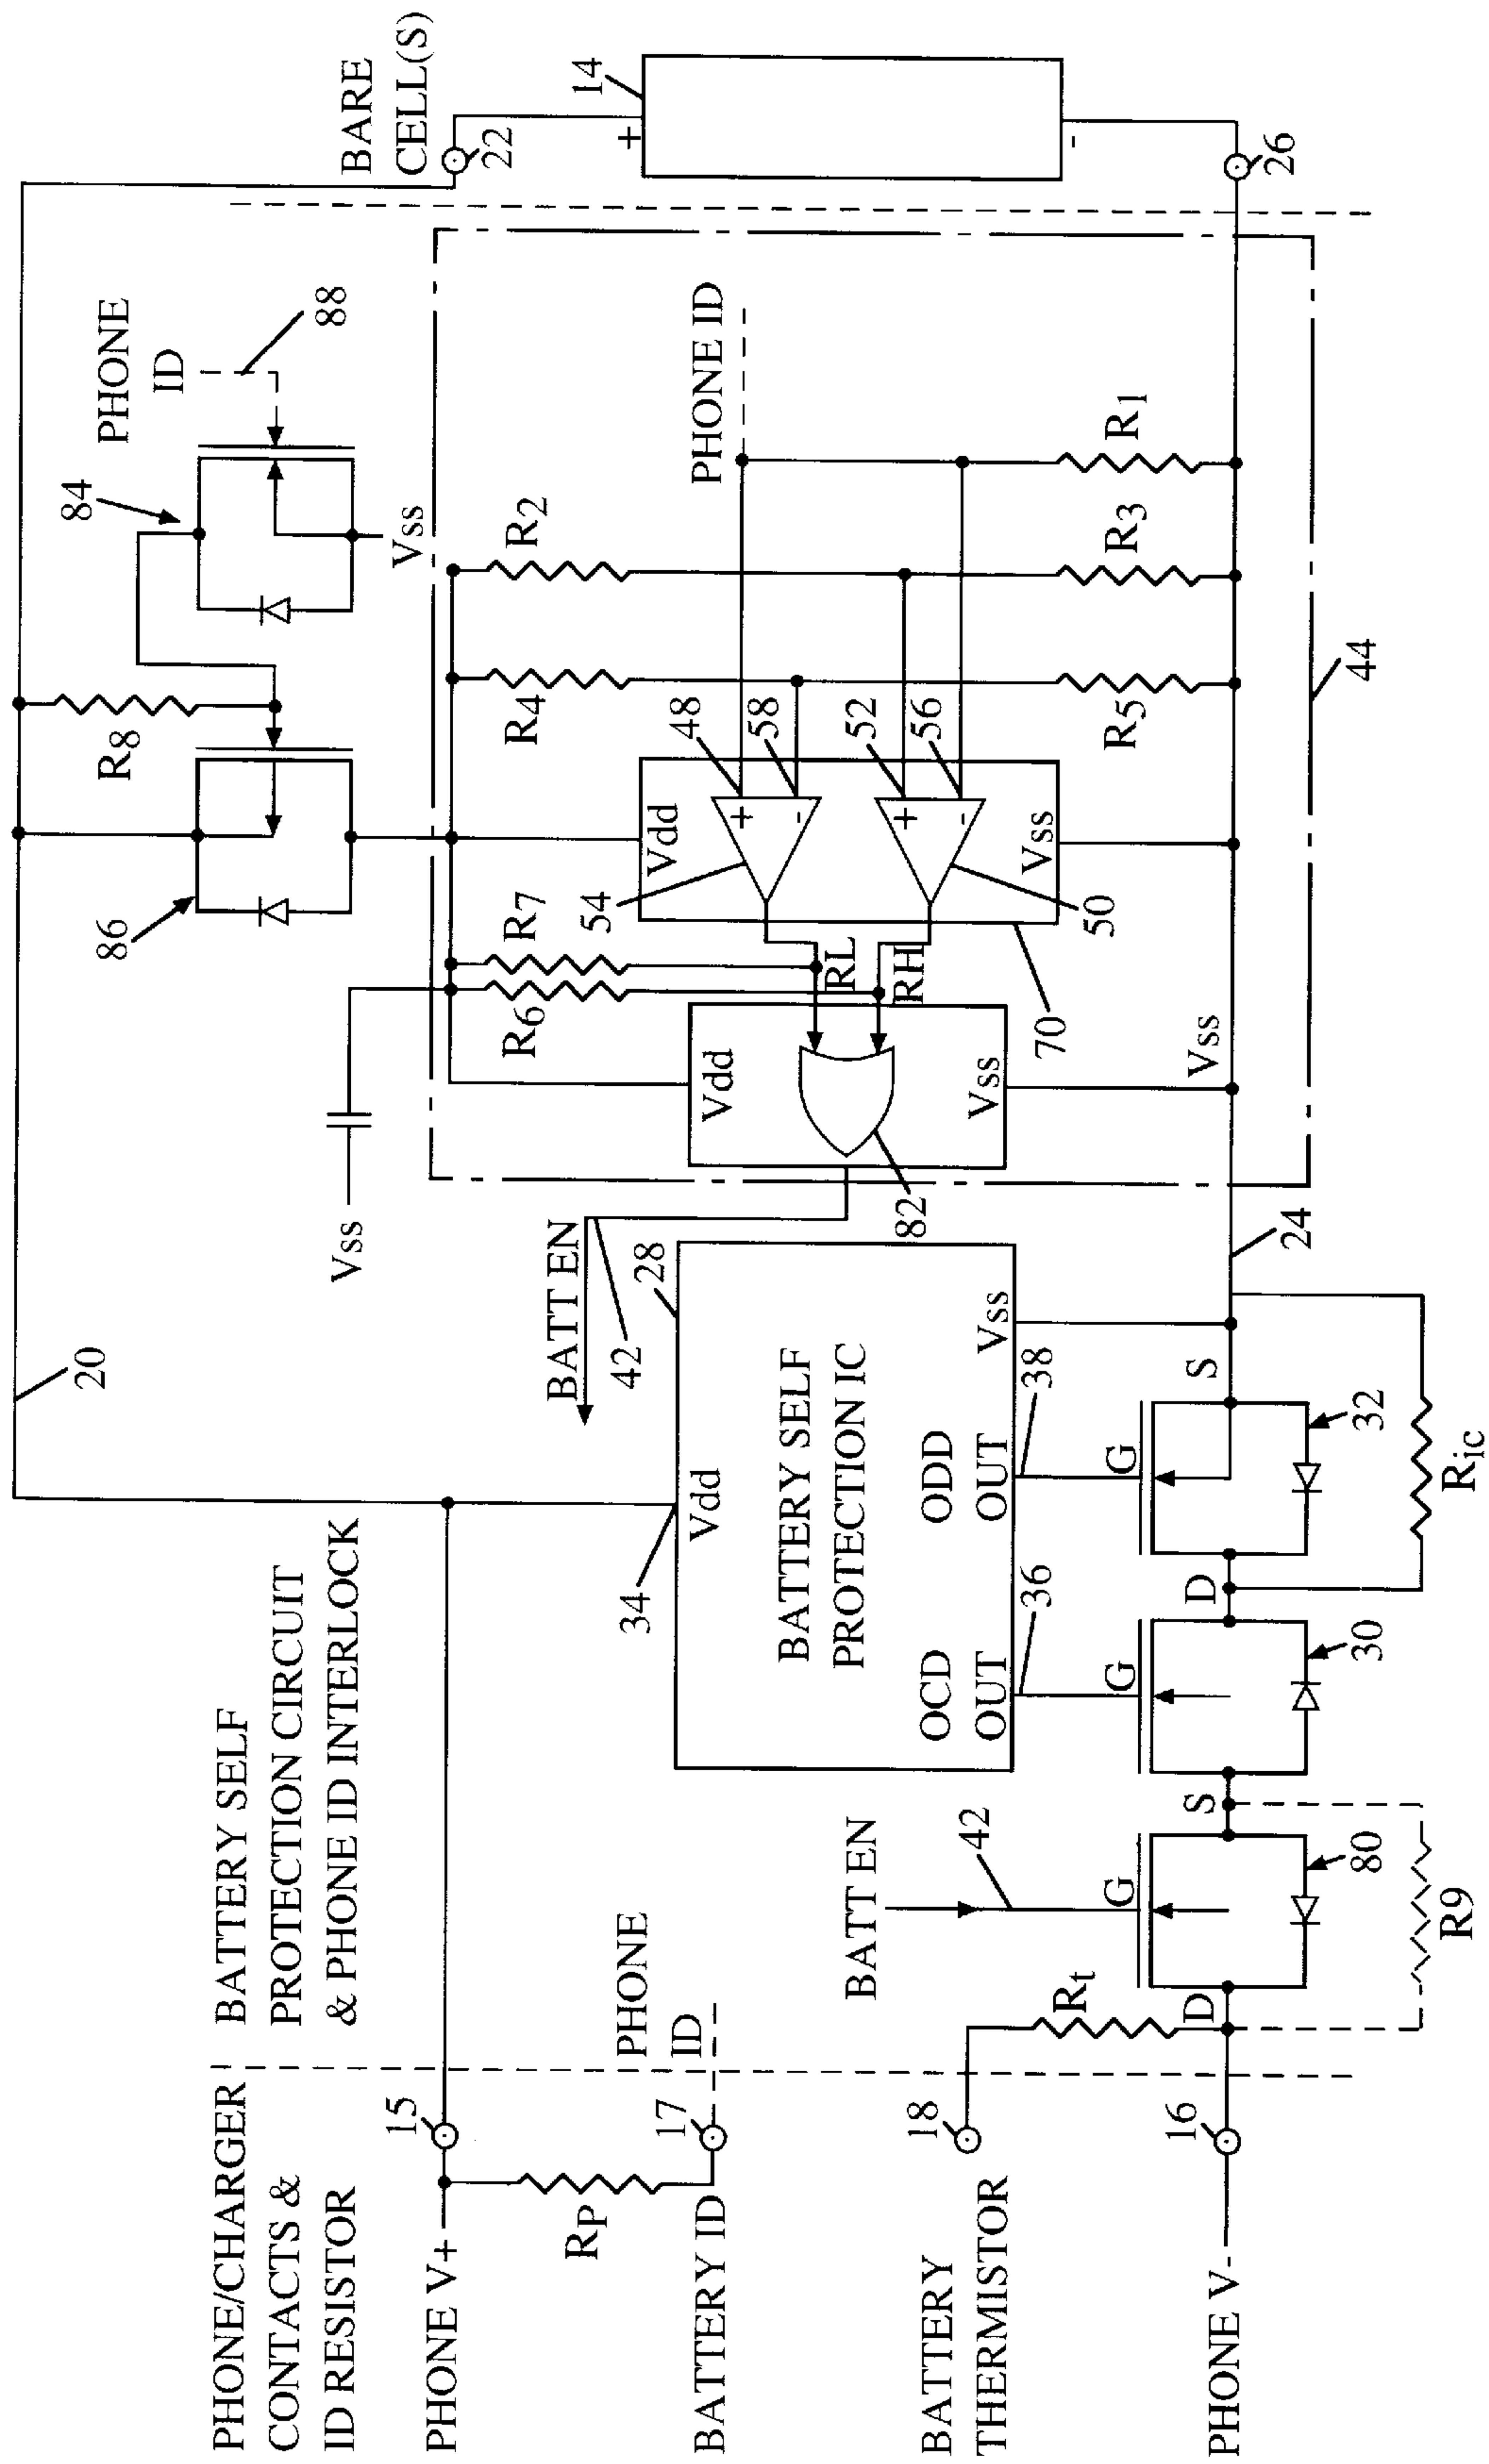 PHONE/CHARGER
CONTACTS &
ID RESISTOR
BATTERY SELF
PROTECTION CIRCUIT
& PHONE ID INTERLOCK
BARE
CELL(S)
PHONE V+
15
RP
BATTERY ID
17
PHONE
ID
BATTERY
THERMISTOR
18
Rt
PHONE V-
16
20
34
Vdd
28
BATTERY SELF
PROTECTION IC
OCD
OUT
ODD
OUT
Vss
36
38
BATT EN
42
G
D
S
80
R9
G
30
D
G
S
32
Ric
24
BATT EN
42
Vss
82
Vdd
Vss
R6
R7
RL
RH
70
Vss
86
R8
84
PHONE
ID
88
Vss
Vdd
Vss
54
50
+
-
+
-
48
58
52
56
R4
R2
R5
R3
R1
PHONE ID
44
22
14
+
-
26